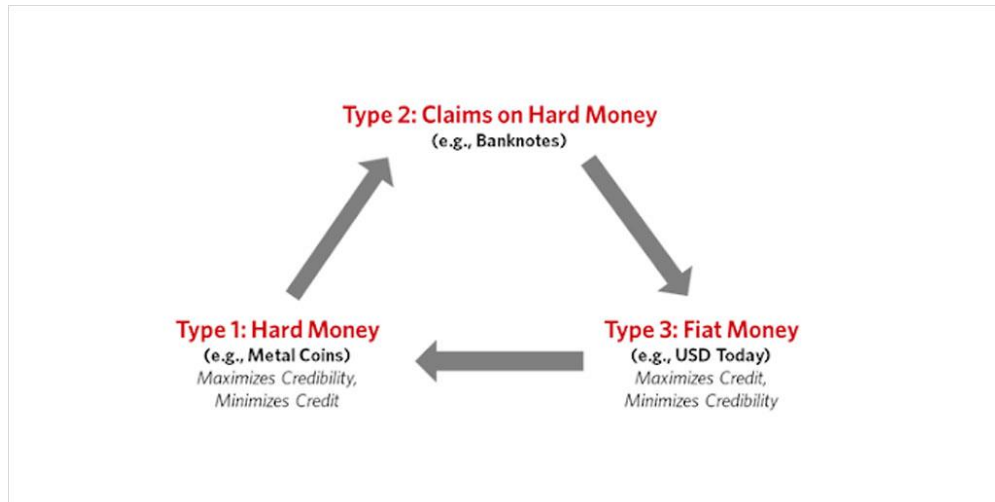 Type 2: Claims on Hard Money
(e.g., Banknotes)
Type 1: Hard Money
(e.g., Metal Coins)
Maximizes Credibility,
Minimizes Credit
Type 3: Fiat Money
(e.g., USD Today)
Maximizes Credit,
Minimizes Credibility